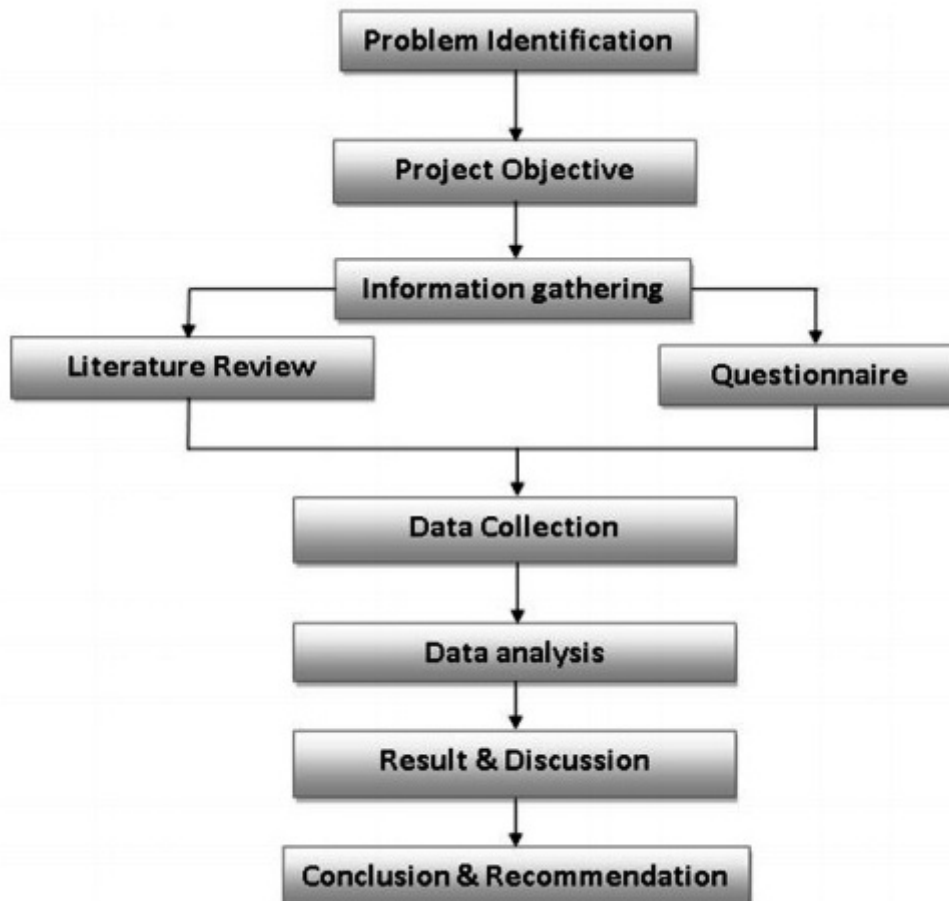 Problem Identification
Project Objective
Information gathering
Literature Review
Questionnaire
Data Collection
Data analysis
Result & Discussion
Conclusion & Recommendation